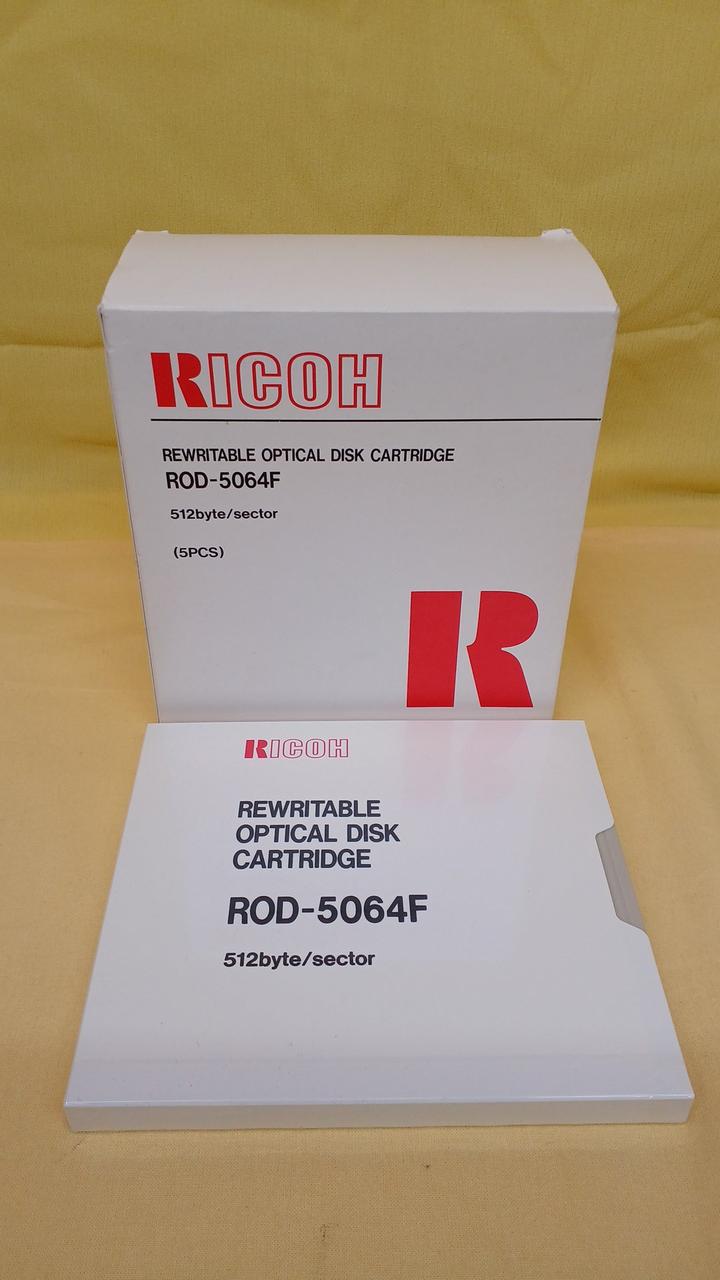 RICOH
REWRITABLE OPTICAL DISK CARTRIDGE
ROD-5064F
512byte/sector
(5PCS)
R
RICOH
REWRITABLE
OPTICAL DISK
CARTRIDGE
ROD-5064F
512byte/sector